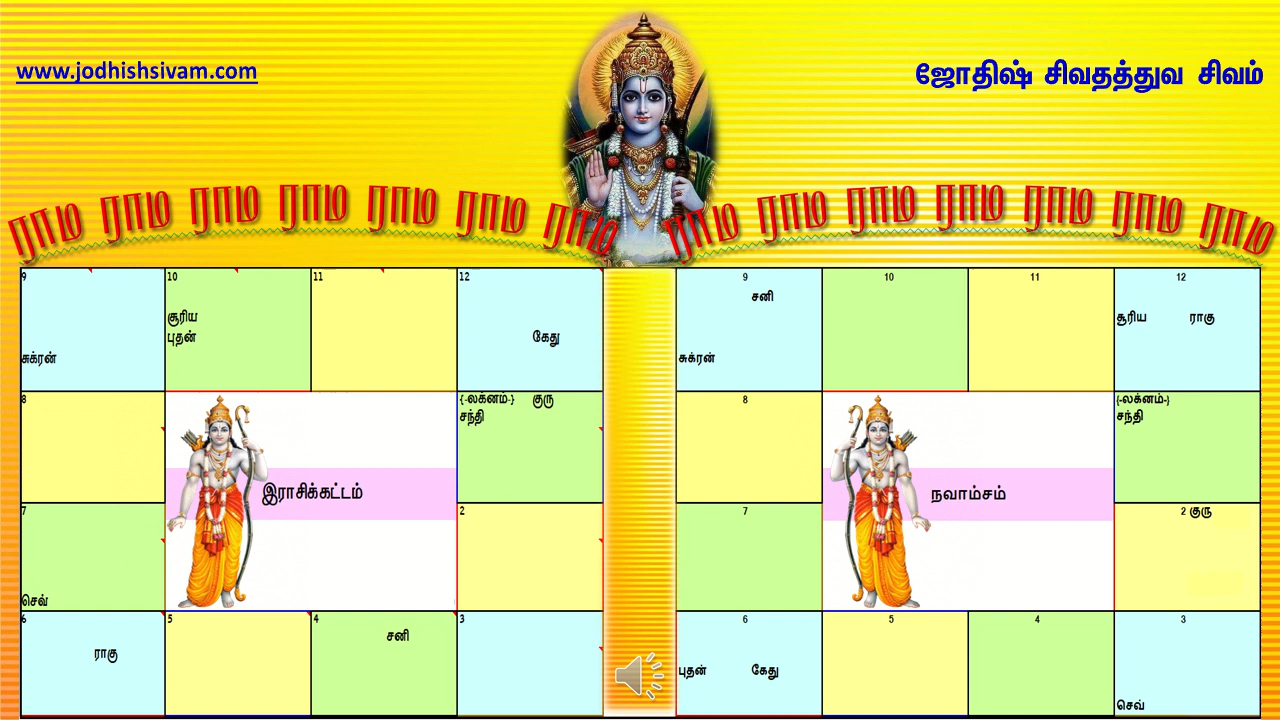 www.jodhishsivam.com
ஜோதிஷ் சிவதத்துவ சிவம்
ராம ராம ராம ராம ராம ராம ராம ராம ராம ராம ராம ராம ராம ராம
9 10 11 12
சூரிய
புதன் கேது
சுக்ரன்
8 {-லக்னம்-} குரு
சந்தி
இராசிக்கட்டம்
7 2
செவ்
6 5 4 3
சனி
ராகு
9 10 11 12
சனி
சூரிய ராகு
சுக்ரன்
8 {-லக்னம்-}
சந்தி
நவாம்சம்
7 2 குரு
6 5 4 3
புதன் கேது
செவ்